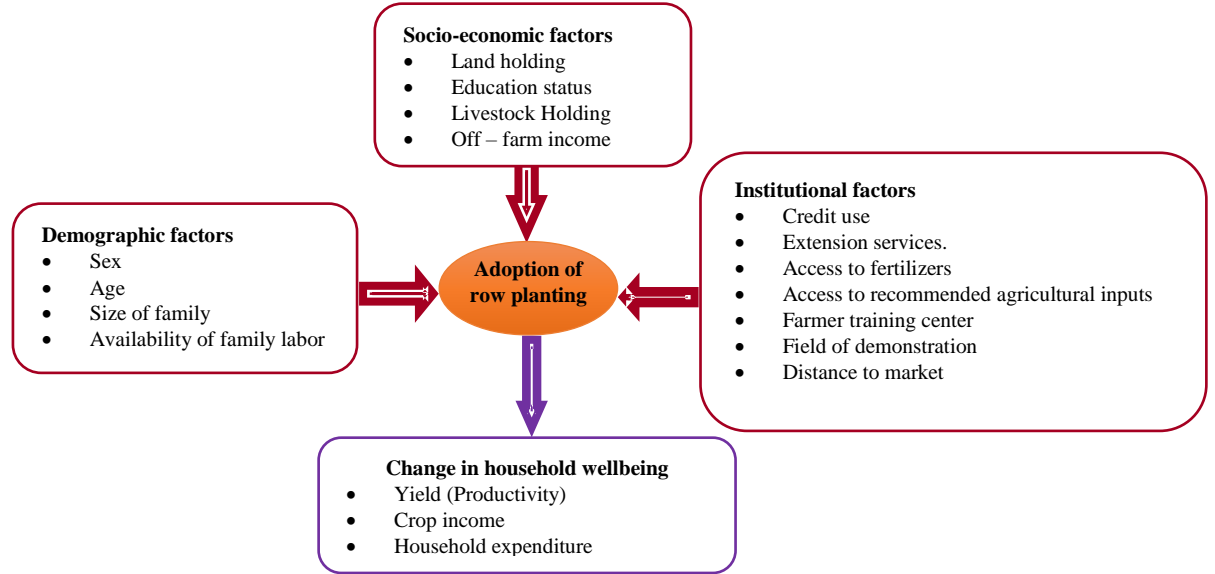 Socio-economic factors
• Land holding
• Education status
• Livestock Holding
• Off – farm income
Demographic factors
• Sex
• Age
• Size of family
• Availability of family labor
Adoption of
row planting
Institutional factors
• Credit use
• Extension services.
• Access to fertilizers
• Access to recommended agricultural inputs
• Farmer training center
• Field of demonstration
• Distance to market
Change in household wellbeing
• Yield (Productivity)
• Crop income
• Household expenditure